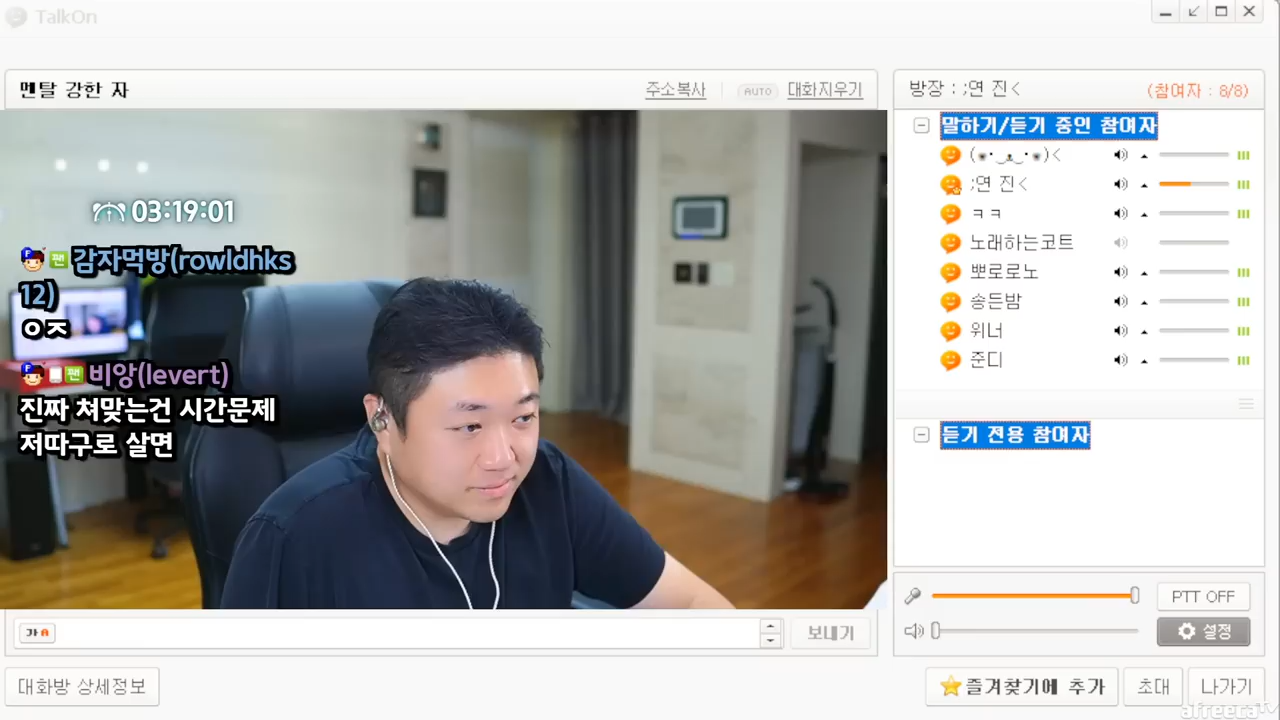 TalkOn
멘탈 강한 자
주소복사
AUTO
대화지우기
03:19:01
팬 감자먹방(rowldhks
12)
ㅇㅈ
팬 비앙(levert)
진짜 쳐맞는건 시간문제
저따구로 살면
가A
보내기
대화방 상세정보
방장 : ;연 진<
(참여자 : 8/8)
말하기/듣기 중인 참여자
;연 진<
ㅋㅋ
노래하는코트
뽀로로노
송든밤
위너
준디
듣기 전용 참여자
PTT OFF
설정
즐겨찾기에 추가
초대
나가기
afreecaTV